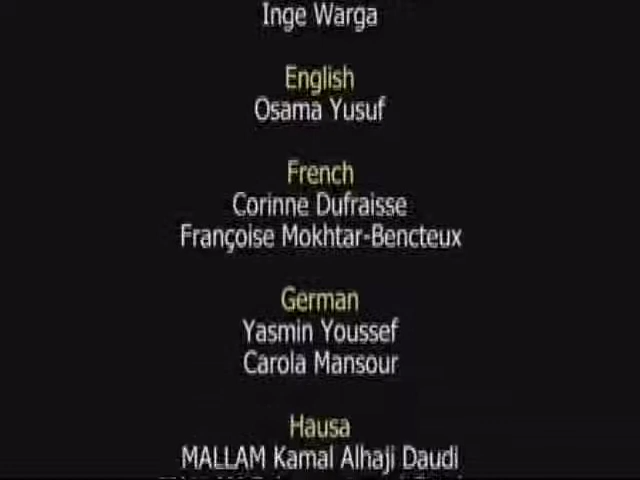 Inge Warga
English
Osama Yusuf
French
Corinne Dufraisse
Françoise Mokhtar-Bencteux
German
Yasmin Youssef
Carola Mansour
Hausa
MALLAM Kamal Alhaji Daudi